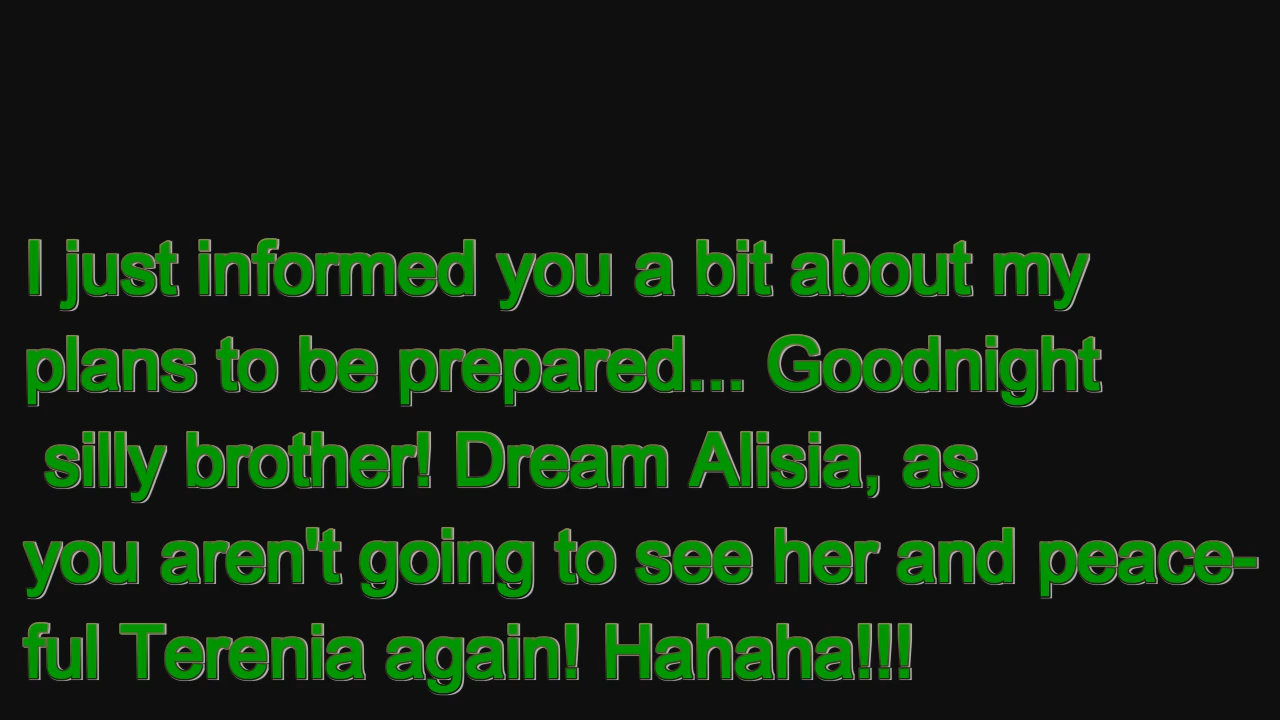 I just informed you a bit about my
plans to be prepared... Goodnight
silly brother! Dream Alisia, as
you aren't going to see her and peace-
ful Terenia again! Hahaha!!!